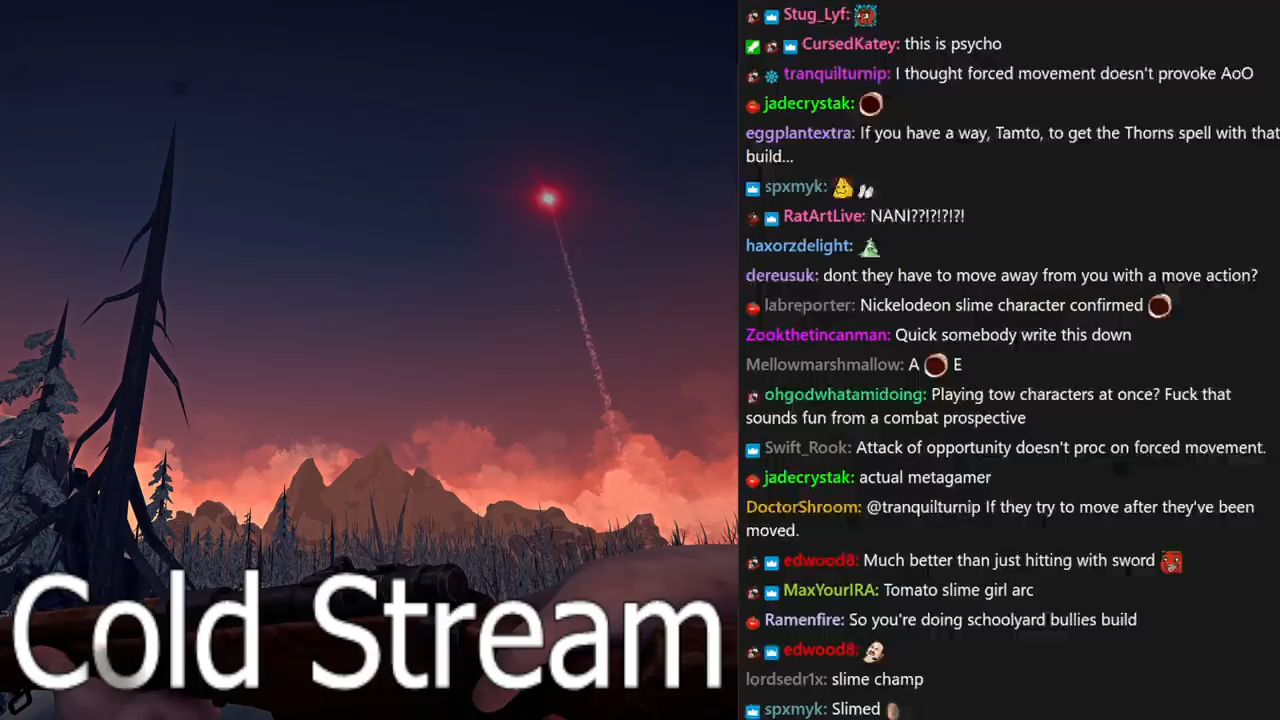 Stug_Lyf:
CursedKatey: this is psycho
tranquilturnip: I thought forced movement doesn't provoke AoO
jadecrystak:
eggplantextra: If you have a way, Tamto, to get the Thorns spell with that
build...
spxmyk:
RatArtLive: NANI??!?!?!?!
haxorzdelight:
dereusuk: dont they have to move away from you with a move action?
labreporter: Nickelodeon slime character confirmed
Zookthetincanman: Quick somebody write this down
Mellowmarshmallow: A E
ohgodwhatamidoing: Playing tow characters at once? Fuck that
sounds fun from a combat prospective
Swift_Rook: Attack of opportunity doesn't proc on forced movement.
jadecrystak: actual metagamer
DoctorShroom: @tranquilturnip If they try to move after they've been
moved.
edwood8: Much better than just hitting with sword
MaxYourIRA: Tomato slime girl arc
Ramenfire: So you're doing schoolyard bullies build
edwood8:
lordsedr1x: slime champ
spxmyk: Slimed
Cold Stream